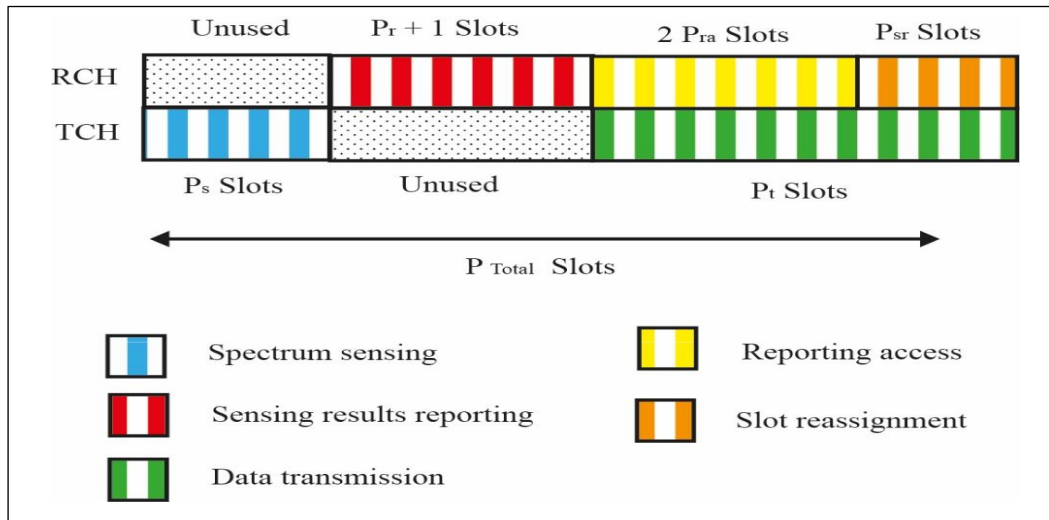 Unused Pr + 1 Slots 2 Pra Slots Psr Slots
RCH
TCH
Ps Slots Unused Pt Slots
P Total Slots
Spectrum sensing Reporting access
Sensing results reporting Slot reassignment
Data transmission